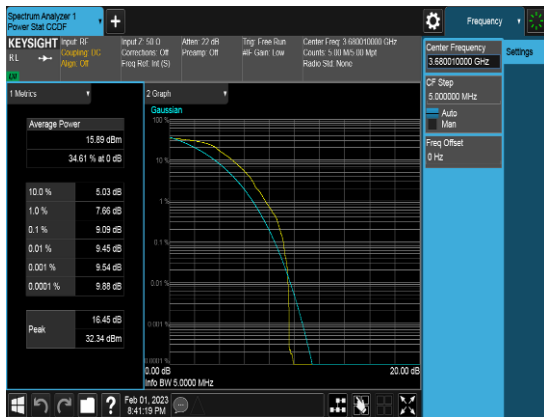 Spectrum Analyzer 1
Power Stat CCDF
+
Frequency
KEYSIGHT
RL
Input: RF
Coupling: DC
Align: Off
Input Z: 50 Ω
Corrections: Off
Freq Ref: Int (S)
Atten: 22 dB
Preamp: Off
Trig: Free Run
#IF Gain: Low
Center Freq: 3.680010000 GHz
Counts: 5.00 M/5.00 Mpt
Radio Std: None
Center Frequency
3.680010000 GHz
Settings
CF Step
5.000000 MHz
Auto
Man
Freq Offset
0 Hz
1 Metrics
Average Power
15.89 dBm
34.61 % at 0 dB
10.0 % 5.03 dB
1.0 % 7.66 dB
0.1 % 9.09 dB
0.01 % 9.45 dB
0.001 % 9.54 dB
0.0001 % 9.88 dB
Peak
16.45 dB
32.34 dBm
2 Graph
Gaussian
100 %
10 %
1 %
0.1 %
0.01 %
0.001 %
0.0001 %
0.00 dB
20.00 dB
Info BW 5.0000 MHz
?
Feb 01, 2023
8:41:19 PM